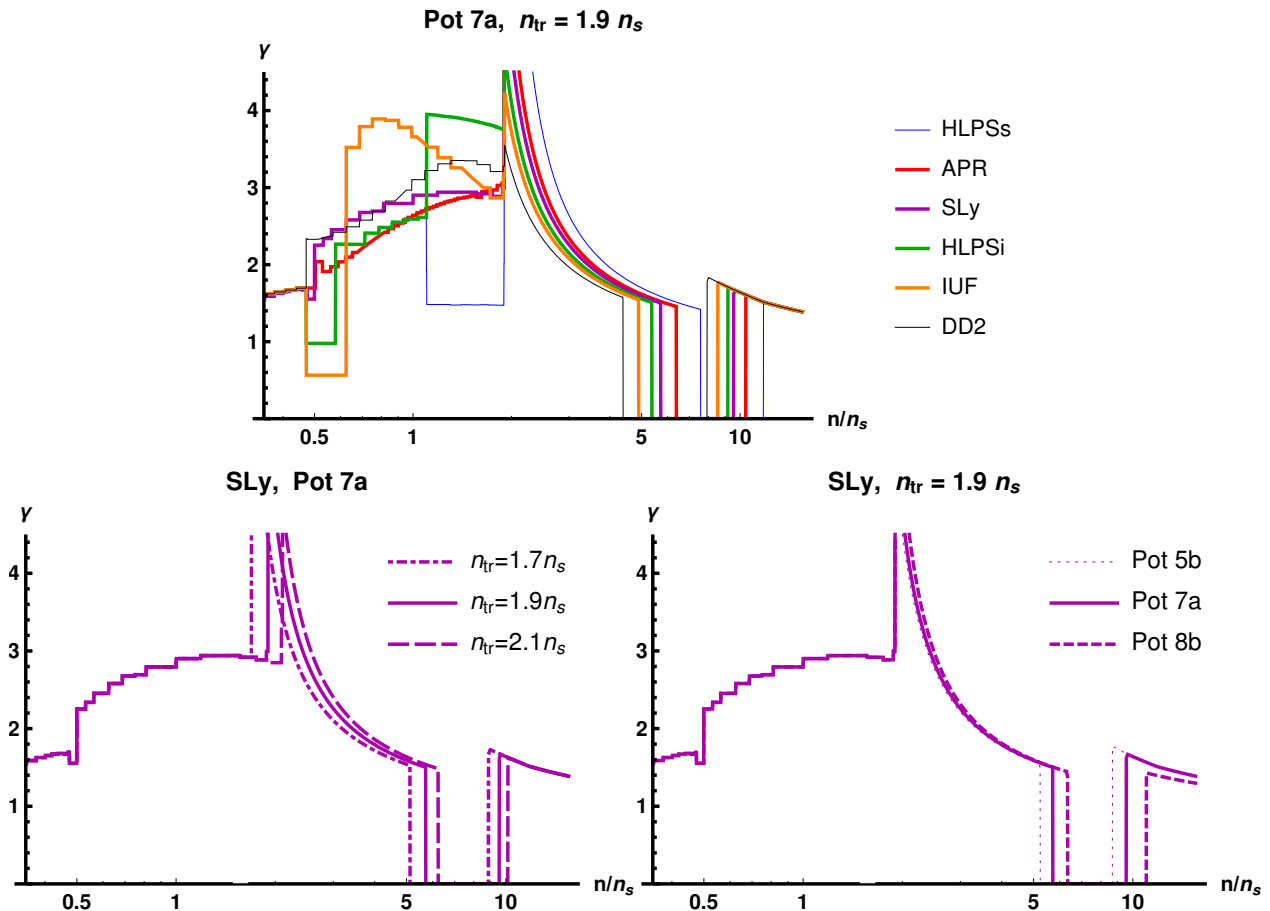 Pot 7a, n_tr = 1.9 n_s
γ
4
3
2
1
0.5 1 5 10
n/n_s
HLPSs
APR
SLy
HLPSi
IUF
DD2
SLy, Pot 7a
γ
4
3
2
1
0.5 1 5 10
n/n_s
n_tr=1.7n_s
n_tr=1.9n_s
n_tr=2.1n_s
SLy, n_tr = 1.9 n_s
γ
4
3
2
1
0.5 1 5 10
n/n_s
Pot 5b
Pot 7a
Pot 8b